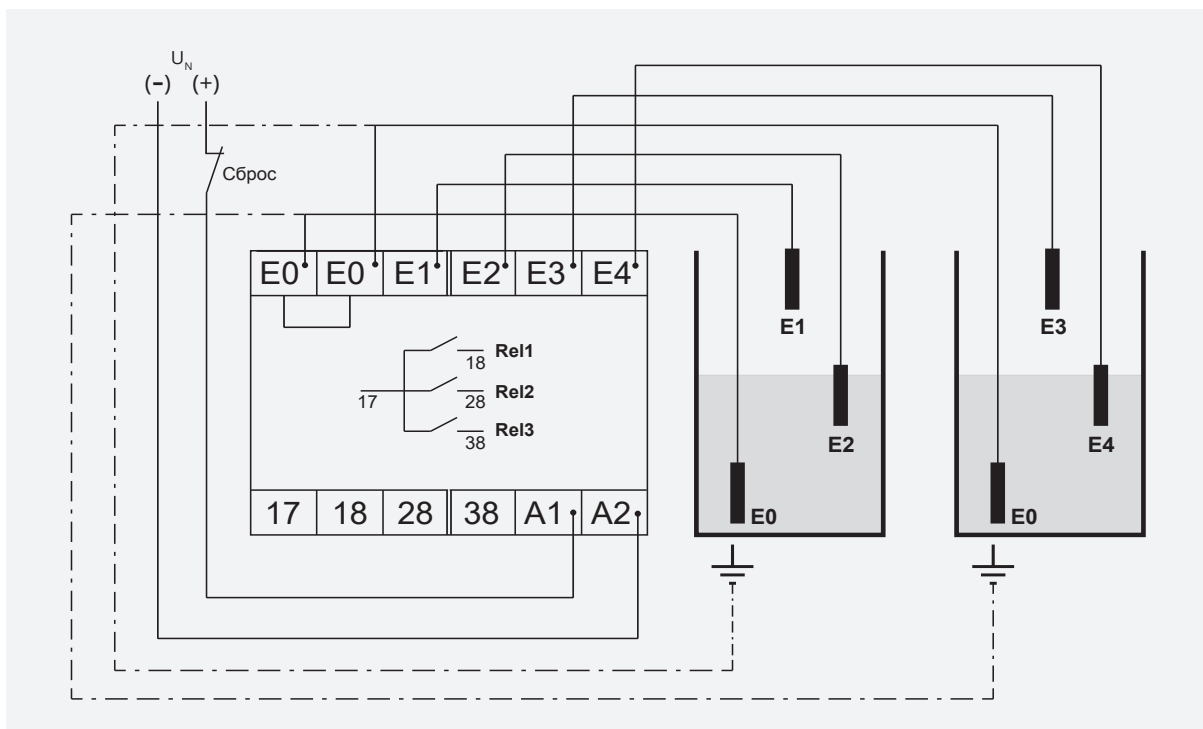 U_N
(-) (+)
Сброс
E0 E0 E1 E2 E3 E4
18 Rel1
17 28 Rel2
38 Rel3
17 18 28 38 A1 A2
E1
E2
E0
E3
E4
E0